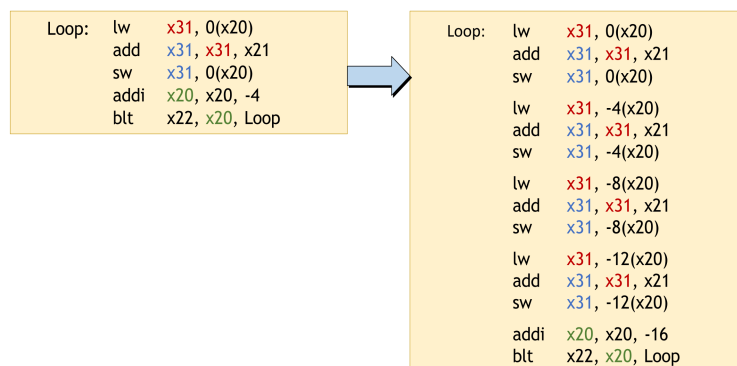 Loop: lw x31, 0(x20)
add x31, x31, x21
sw x31, 0(x20)
addi x20, x20, -4
blt x22, x20, Loop
Loop: lw x31, 0(x20)
add x31, x31, x21
sw x31, 0(x20)
lw x31, -4(x20)
add x31, x31, x21
sw x31, -4(x20)
lw x31, -8(x20)
add x31, x31, x21
sw x31, -8(x20)
lw x31, -12(x20)
add x31, x31, x21
sw x31, -12(x20)
addi x20, x20, -16
blt x22, x20, Loop